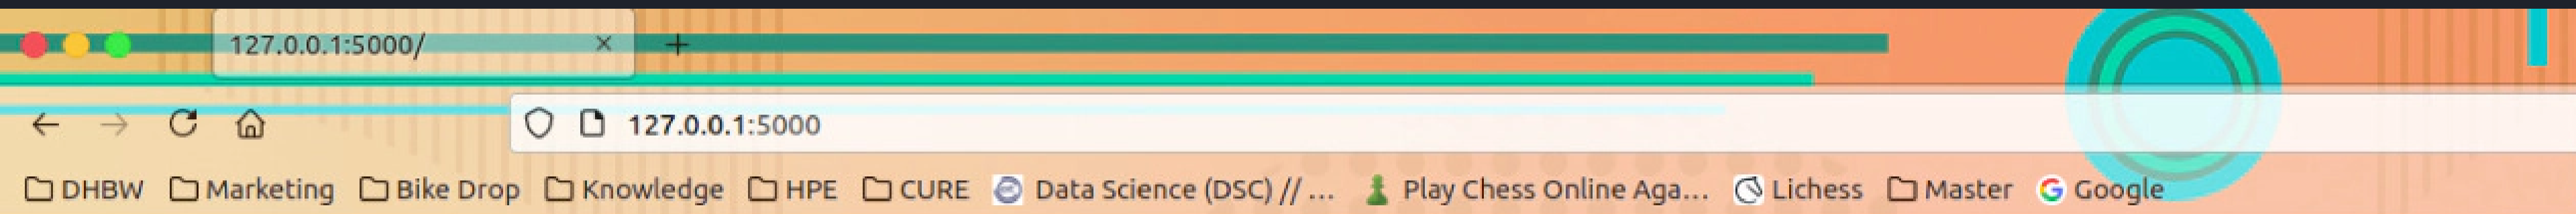 127.0.0.1:5000/
127.0.0.1:5000
DHBW Marketing Bike Drop Knowledge HPE CURE Data Science (DSC) // ... Play Chess Online Aga... Lichess Master Google